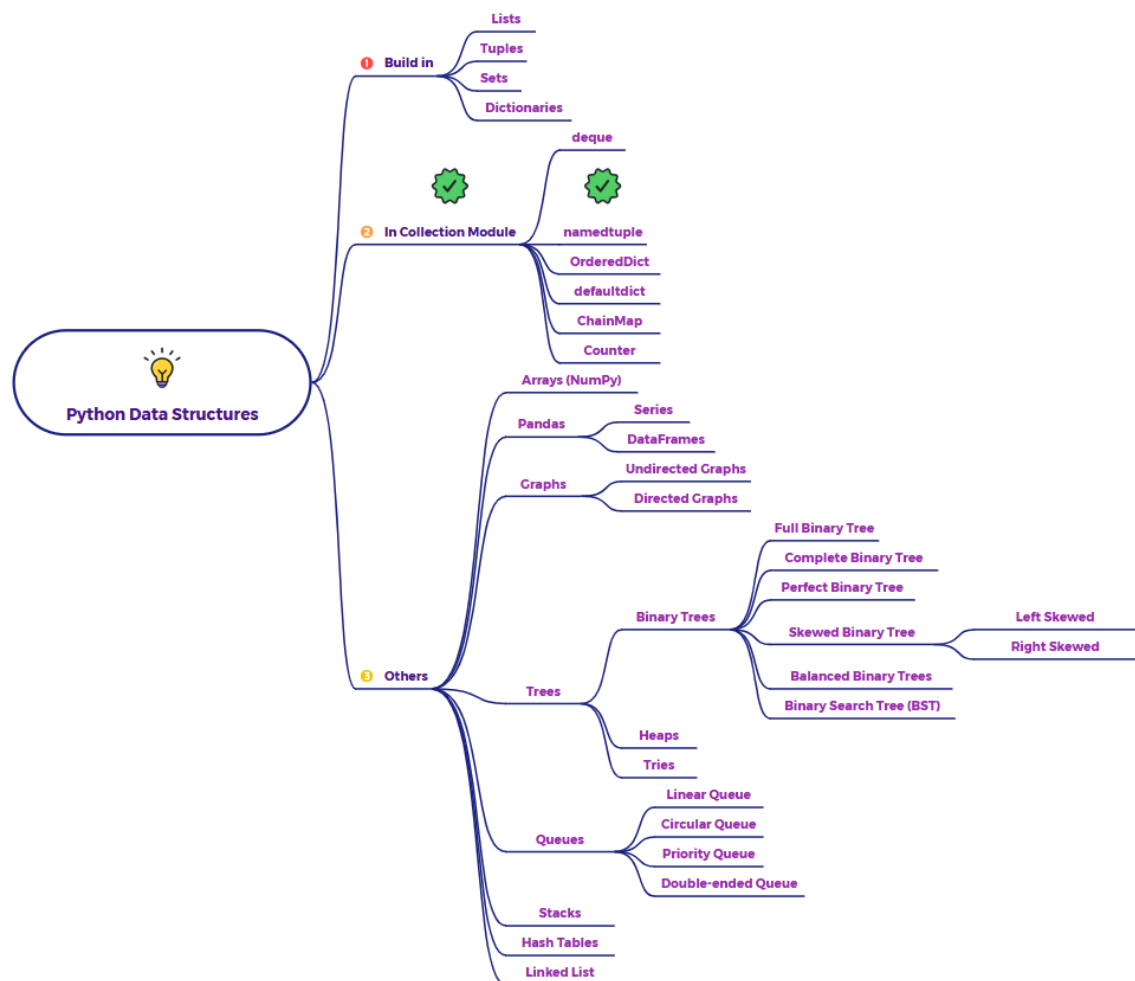 Python Data Structures
1 Build in
Lists
Tuples
Sets
Dictionaries
2 In Collection Module
deque
namedtuple
OrderedDict
defaultdict
ChainMap
Counter
3 Others
Arrays (NumPy)
Pandas
Series
DataFrames
Graphs
Undirected Graphs
Directed Graphs
Trees
Binary Trees
Full Binary Tree
Complete Binary Tree
Perfect Binary Tree
Skewed Binary Tree
Left Skewed
Right Skewed
Balanced Binary Trees
Binary Search Tree (BST)
Heaps
Tries
Queues
Linear Queue
Circular Queue
Priority Queue
Double-ended Queue
Stacks
Hash Tables
Linked List